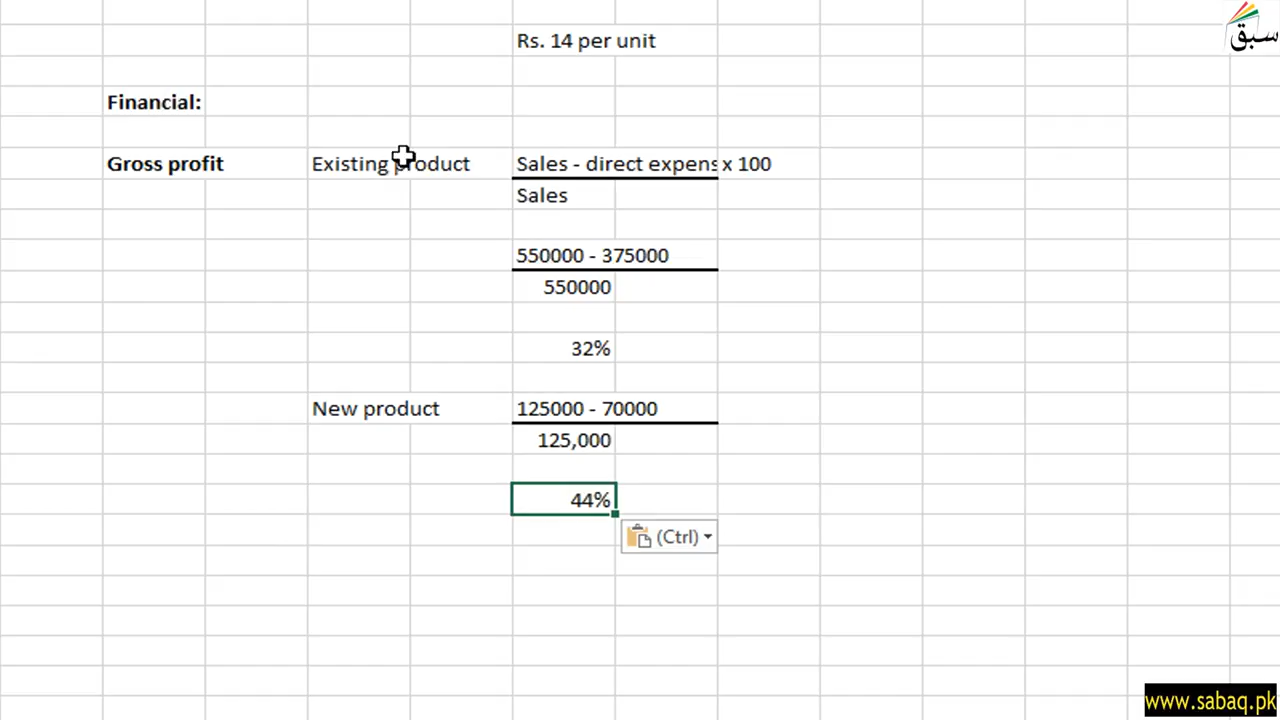 سبق
Rs. 14 per unit
Financial:
Gross profit Existing product Sales - direct expens x 100
Sales
550000 - 375000
550000
32%
New product 125000 - 70000
125,000
44%
(Ctrl)
www.sabaq.pk